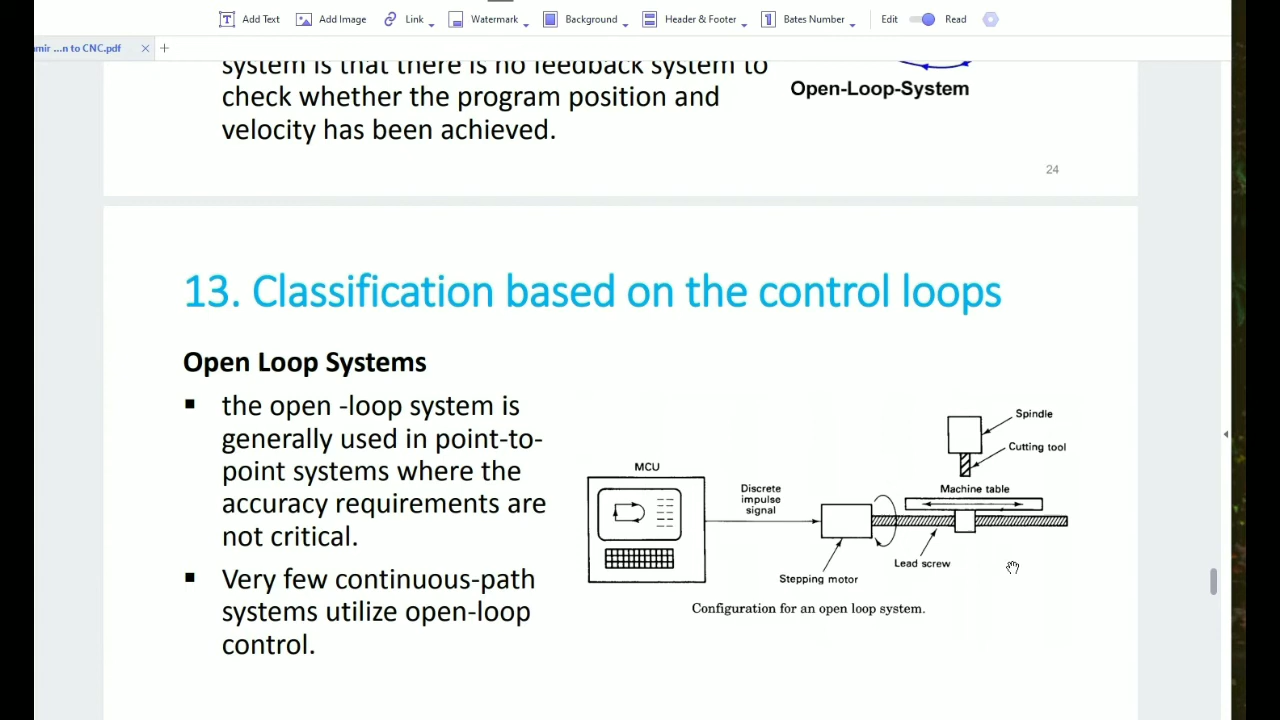 Add Text
Add Image
Link
Watermark
Background
Header & Footer
Bates Number
Edit
Read
mir ...n to CNC.pdf
system is that there is no feedback system to
check whether the program position and
velocity has been achieved.
Open-Loop-System
24
13. Classification based on the control loops
Open Loop Systems
▪ the open -loop system is
generally used in point-to-
point systems where the
accuracy requirements are
not critical.
▪ Very few continuous-path
systems utilize open-loop
control.
MCU
Discrete
impulse
signal
Stepping motor
Spindle
Cutting tool
Machine table
Lead screw
Configuration for an open loop system.